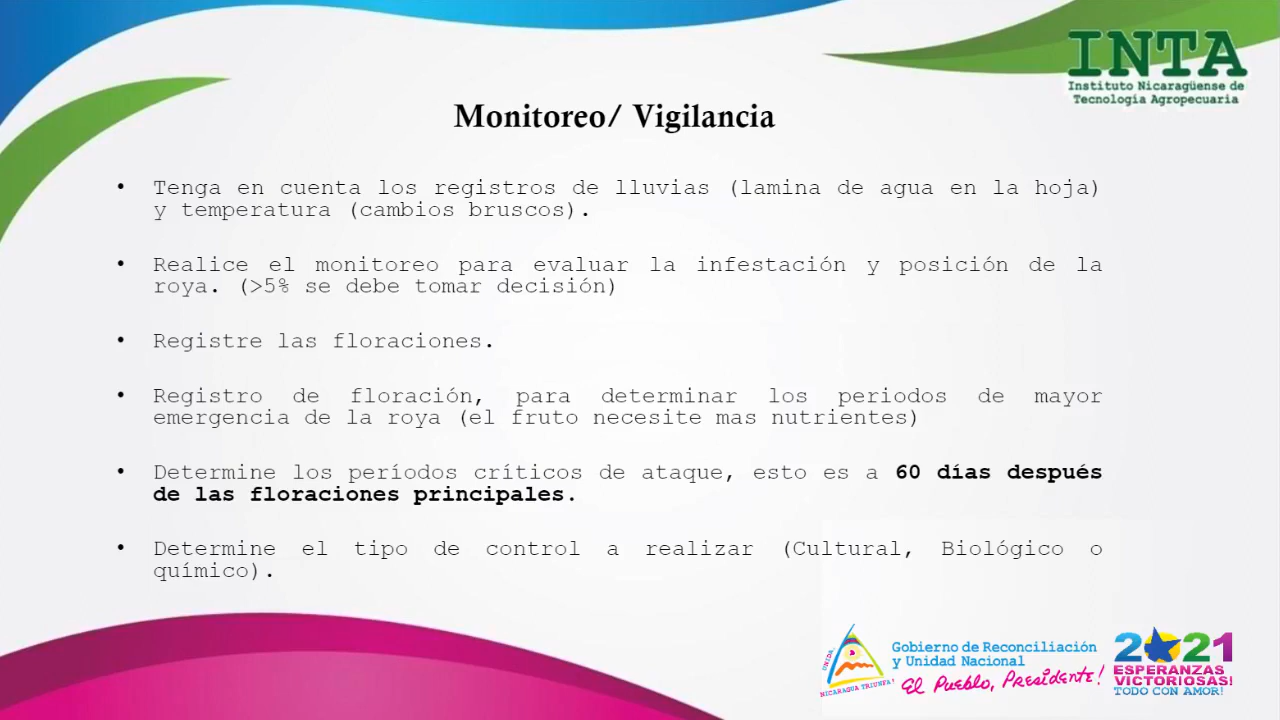 INTA
Instituto Nicaragüense de
Tecnología Agropecuaria
Monitoreo/ Vigilancia
• Tenga en cuenta los registros de lluvias (lamina de agua en la hoja)
y temperatura (cambios bruscos).
• Realice el monitoreo para evaluar la infestación y posición de la
roya. (>5% se debe tomar decisión)
• Registre las floraciones.
• Registro de floración, para determinar los periodos de mayor
emergencia de la roya (el fruto necesite mas nutrientes)
• Determine los períodos críticos de ataque, esto es a 60 días después
de las floraciones principales.
• Determine el tipo de control a realizar (Cultural, Biológico o
químico).
UNIDA,
NICARAGUA TRIUNFA!
Gobierno de Reconciliación
y Unidad Nacional
El Pueblo, Presidente!
2021
ESPERANZAS
VICTORIOSAS!
TODO CON AMOR!